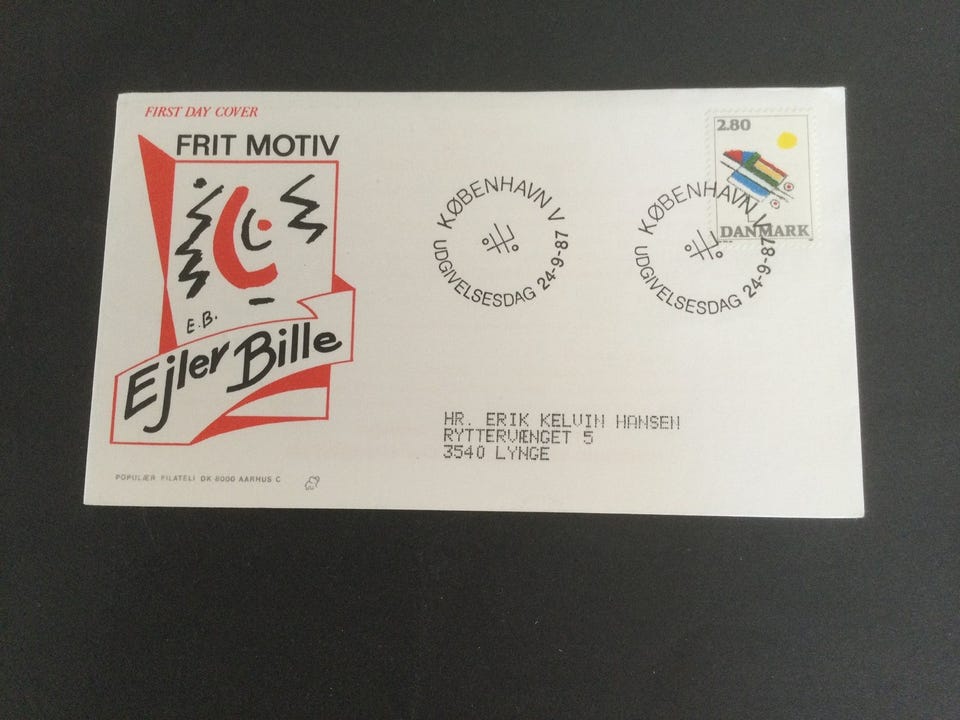 FIRST DAY COVER
FRIT MOTIV
E.B.
Ejler Bille
POPULÆR FILATELI DK 8000 AARHUS C
KØBENHAVN V
UDGIVELSESDAG 24-9-87
KØBENHAVN V
UDGIVELSESDAG 24-9-87
2.80
DANMARK
HR. ERIK KELVIN HANSEN
RYTTERVÆNGET 5
3540 LYNGE